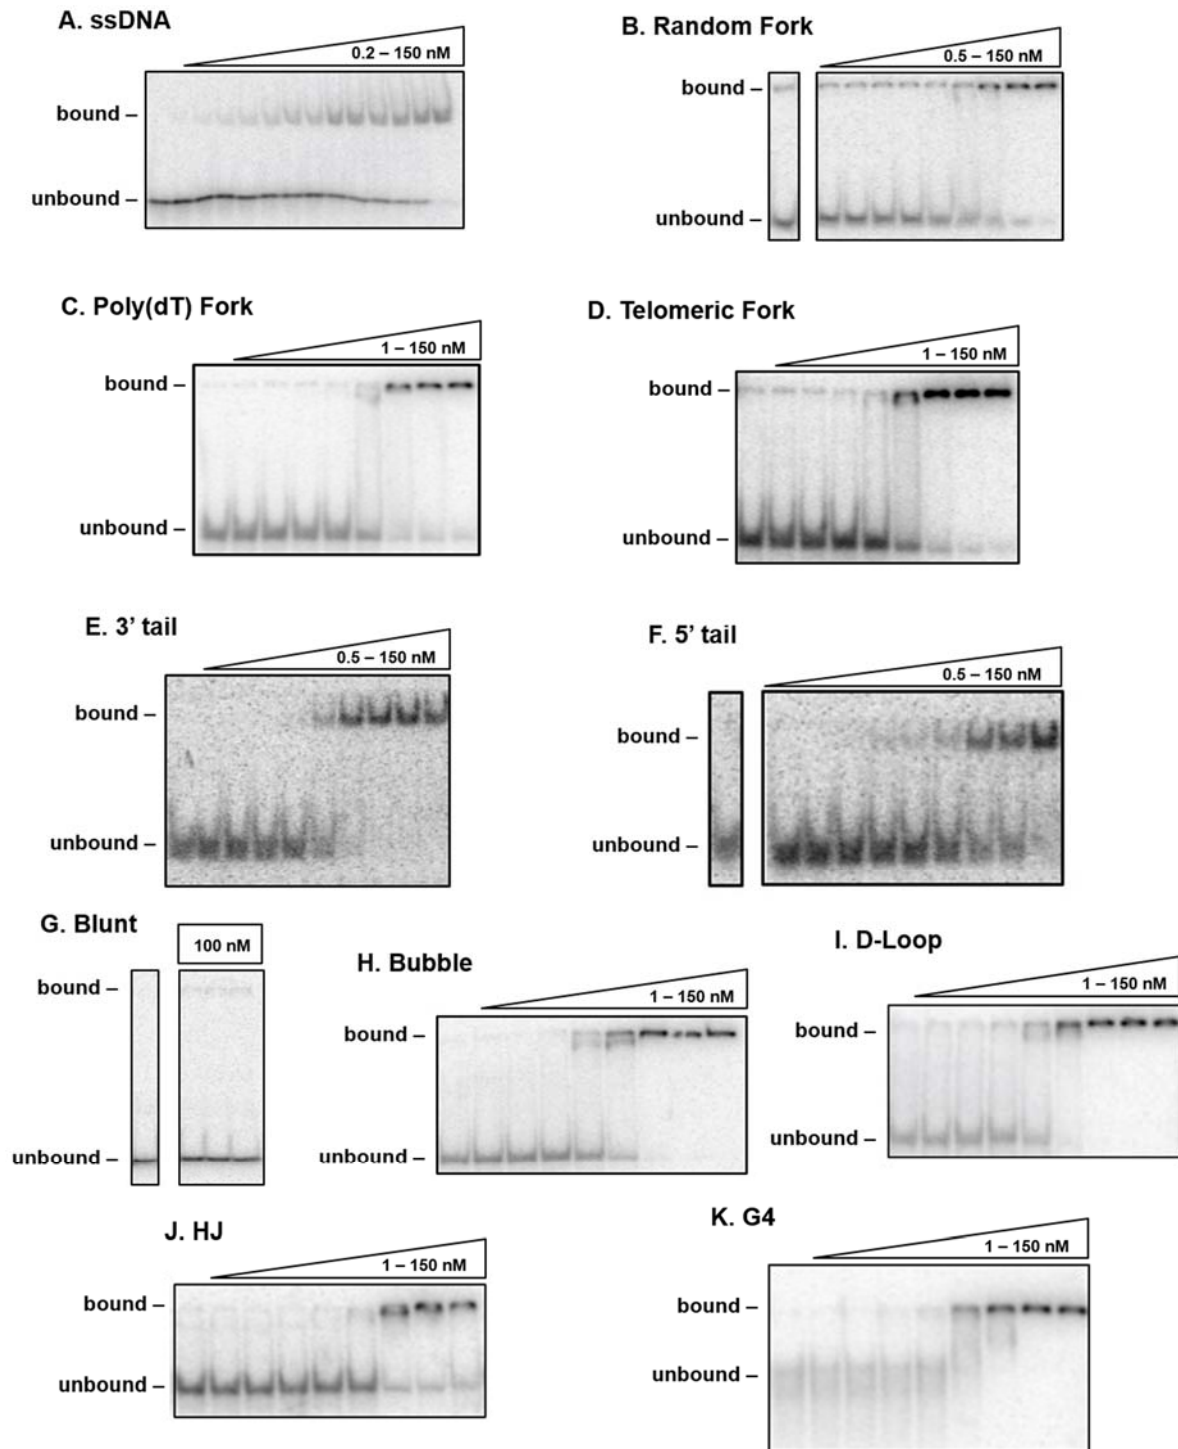 A. ssDNA
0.2 – 150 nM
bound –
unbound –
B. Random Fork
0.5 – 150 nM
bound –
unbound –
C. Poly(dT) Fork
1 – 150 nM
bound –
unbound –
D. Telomeric Fork
1 – 150 nM
bound –
unbound –
E. 3’ tail
0.5 – 150 nM
bound –
unbound –
F. 5’ tail
0.5 – 150 nM
bound –
unbound –
G. Blunt
100 nM
bound –
unbound –
H. Bubble
1 – 150 nM
bound –
unbound –
I. D-Loop
1 – 150 nM
bound –
unbound –
J. HJ
1 – 150 nM
bound –
unbound –
K. G4
1 – 150 nM
bound –
unbound –